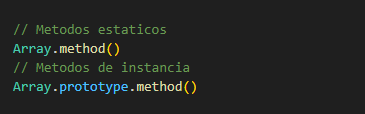 // Metodos estaticos
Array.method()
// Metodos de instancia
Array.prototype.method()